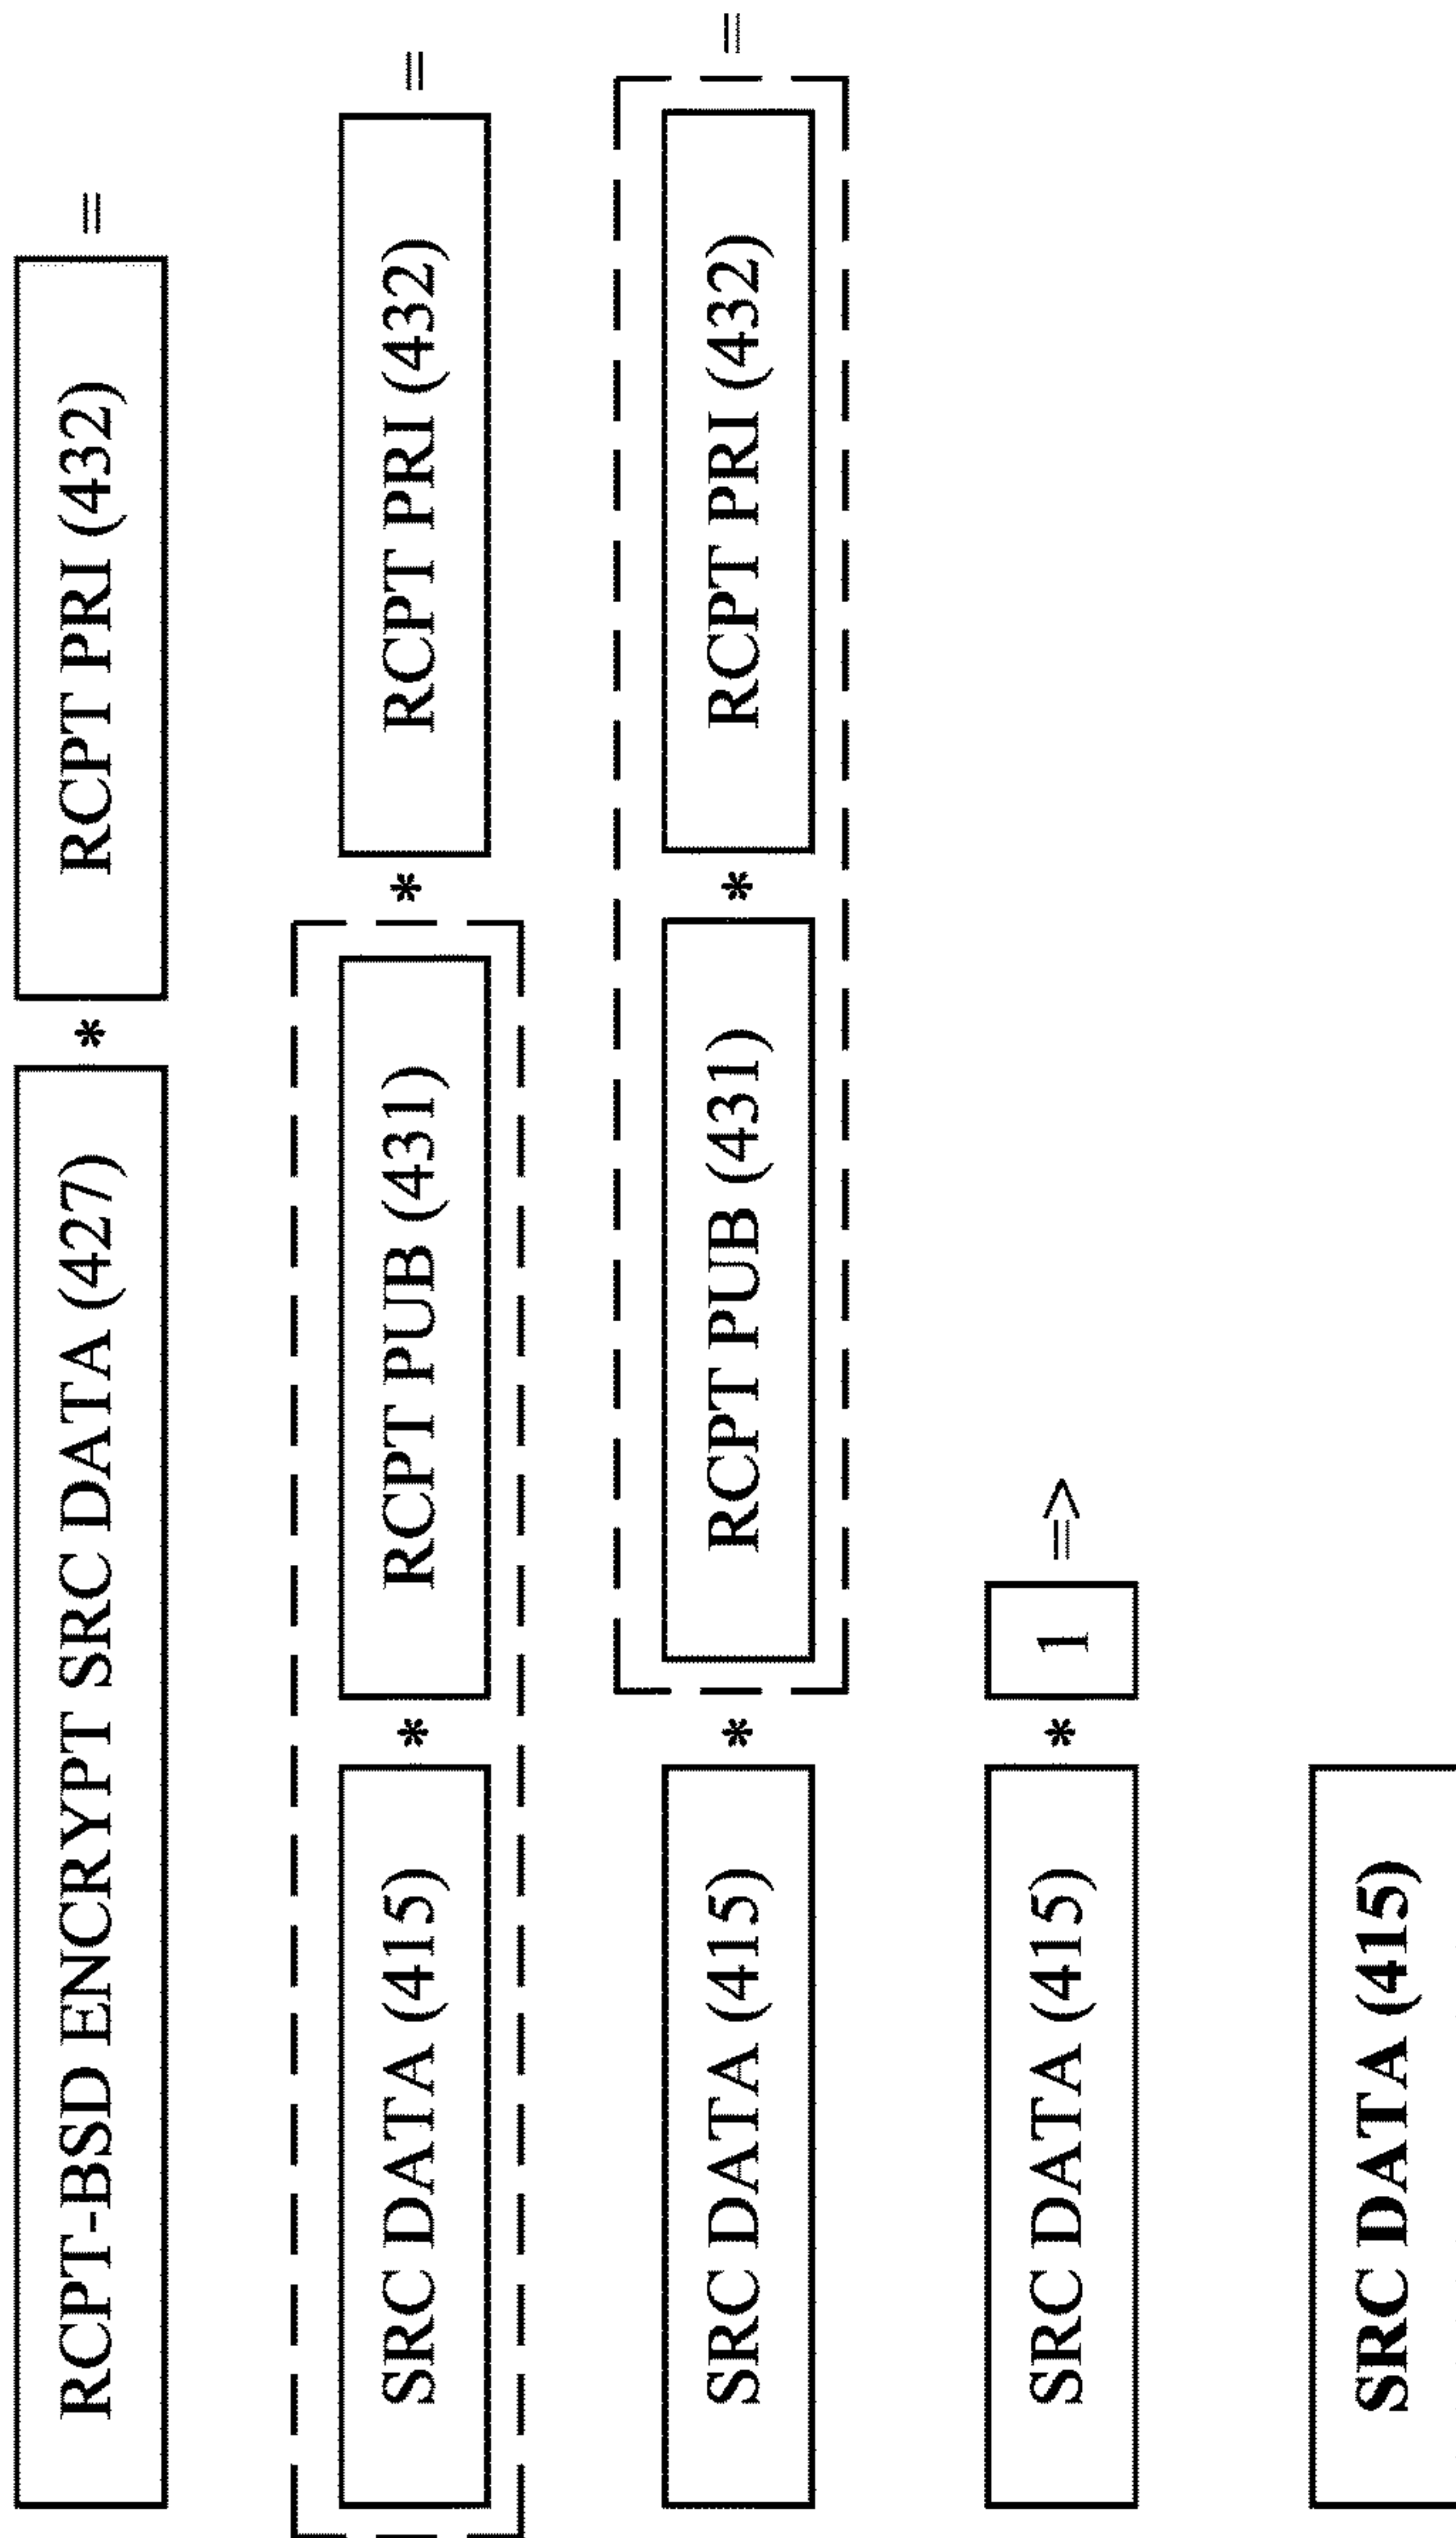 RCPT-BSD ENCRYPT SRC DATA (427) * RCPT PRI (432) =
SRC DATA (415) * RCPT PUB (431) * RCPT PRI (432) =
SRC DATA (415) * RCPT PUB (431) * RCPT PRI (432) =
SRC DATA (415) * 1 =>
SRC DATA (415)